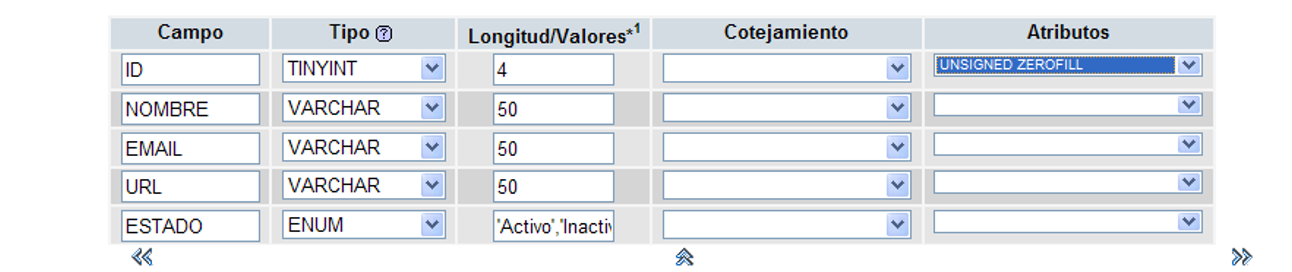 Campo Tipo Longitud/Valores*1 Cotejamiento Atributos
ID TINYINT 4 UNSIGNED ZEROFILL
NOMBRE VARCHAR 50
EMAIL VARCHAR 50
URL VARCHAR 50
ESTADO ENUM 'Activo','Inactiv